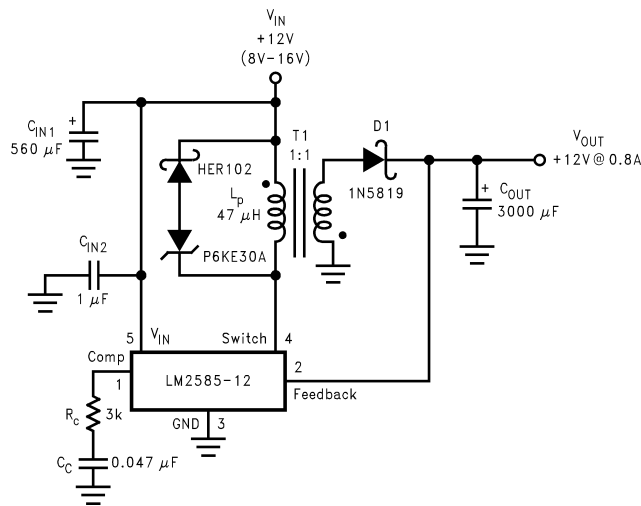 V_IN
+12V
(8V-16V)
C_IN1
+
560 μF
HER102
T1
1:1
D1
1N5819
V_OUT
+12V@0.8A
+
C_OUT
3000 μF
L_p
47 μH
C_IN2
1 μF
P6KE30A
5
V_IN
Switch
4
Comp
1
LM2585-12
2
Feedback
GND
3
R_c
3k
C_C
0.047 μF